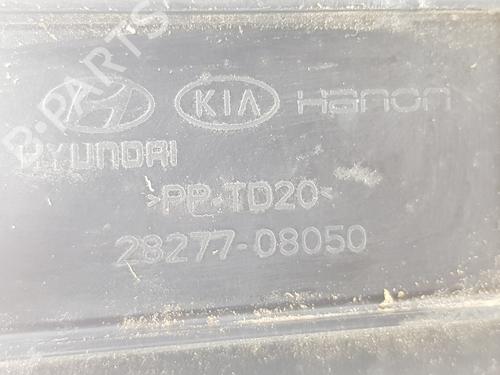 KIA Hanon
HYUNDAI
>PP-TD20<
28277-08050
B-PARTS